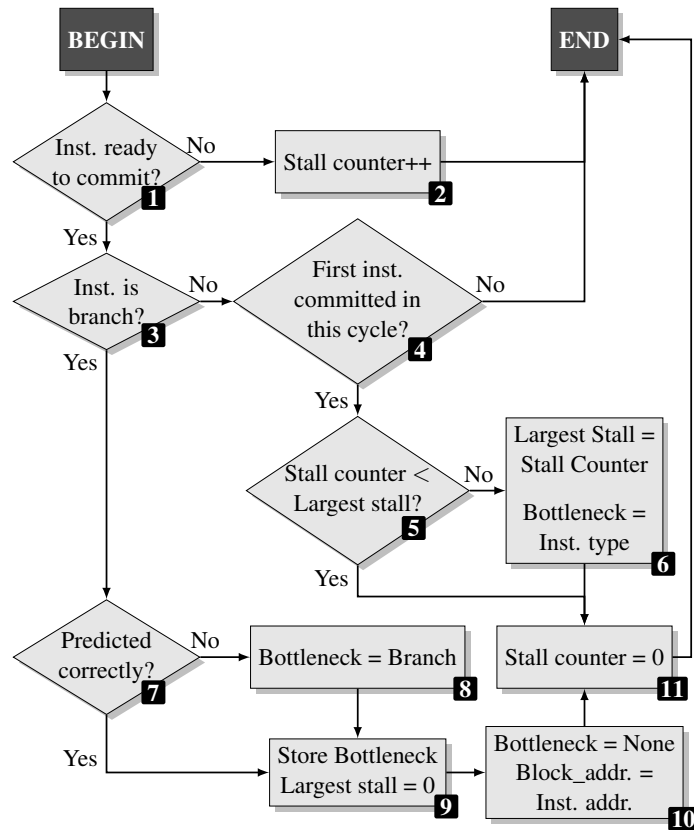 BEGIN
END
Inst. ready
to commit?
1
No
Stall counter++
2
Yes
Inst. is
branch?
3
No
First inst.
committed in
this cycle?
4
No
Yes
Yes
Stall counter <
Largest stall?
5
No
Largest Stall =
Stall Counter
Bottleneck =
Inst. type
6
Yes
Predicted
correctly?
7
No
Bottleneck = Branch
8
Stall counter = 0
11
Yes
Store Bottleneck
Largest stall = 0
9
Bottleneck = None
Block_addr. =
Inst. addr.
10